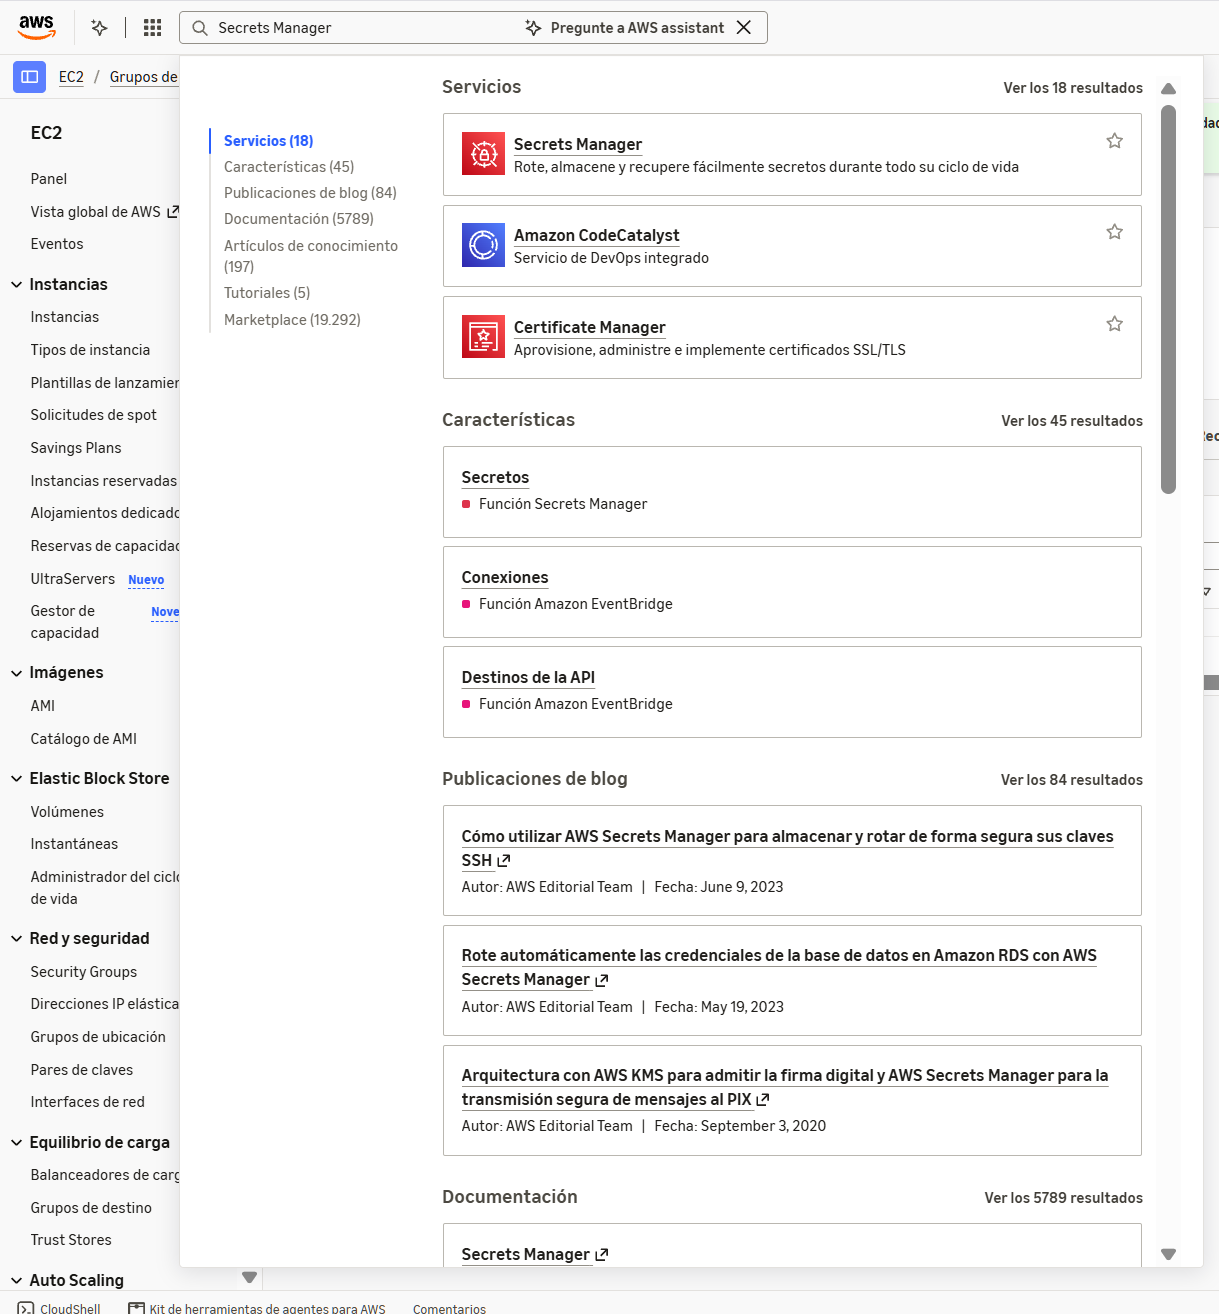 aws
Secrets Manager
Pregunte a AWS assistant
EC2 / Grupos de
EC2
Panel
Vista global de AWS
Eventos
Instancias
Instancias
Tipos de instancia
Plantillas de lanzamien
Solicitudes de spot
Savings Plans
Instancias reservadas
Alojamientos dedicado
Reservas de capacidad
UltraServers Nuevo
Gestor de capacidad Nove
Imágenes
AMI
Catálogo de AMI
Elastic Block Store
Volúmenes
Instantáneas
Administrador del ciclo
de vida
Red y seguridad
Security Groups
Direcciones IP elástica
Grupos de ubicación
Pares de claves
Interfaces de red
Equilibrio de carga
Balanceadores de carg
Grupos de destino
Trust Stores
Auto Scaling
Servicios (18)
Características (45)
Publicaciones de blog (84)
Documentación (5789)
Artículos de conocimiento
(197)
Tutoriales (5)
Marketplace (19.292)
Servicios
Ver los 18 resultados
Secrets Manager
Rote, almacene y recupere fácilmente secretos durante todo su ciclo de vida
Amazon CodeCatalyst
Servicio de DevOps integrado
Certificate Manager
Aprovisione, administre e implemente certificados SSL/TLS
Características
Ver los 45 resultados
Secretos
Función Secrets Manager
Conexiones
Función Amazon EventBridge
Destinos de la API
Función Amazon EventBridge
Publicaciones de blog
Ver los 84 resultados
Cómo utilizar AWS Secrets Manager para almacenar y rotar de forma segura sus claves
SSH
Autor: AWS Editorial Team | Fecha: June 9, 2023
Rote automáticamente las credenciales de la base de datos en Amazon RDS con AWS
Secrets Manager
Autor: AWS Editorial Team | Fecha: May 19, 2023
Arquitectura con AWS KMS para admitir la firma digital y AWS Secrets Manager para la
transmisión segura de mensajes al PIX
Autor: AWS Editorial Team | Fecha: September 3, 2020
Documentación
Ver los 5789 resultados
Secrets Manager
CloudShell
Kit de herramientas de agentes para AWS
Comentarios